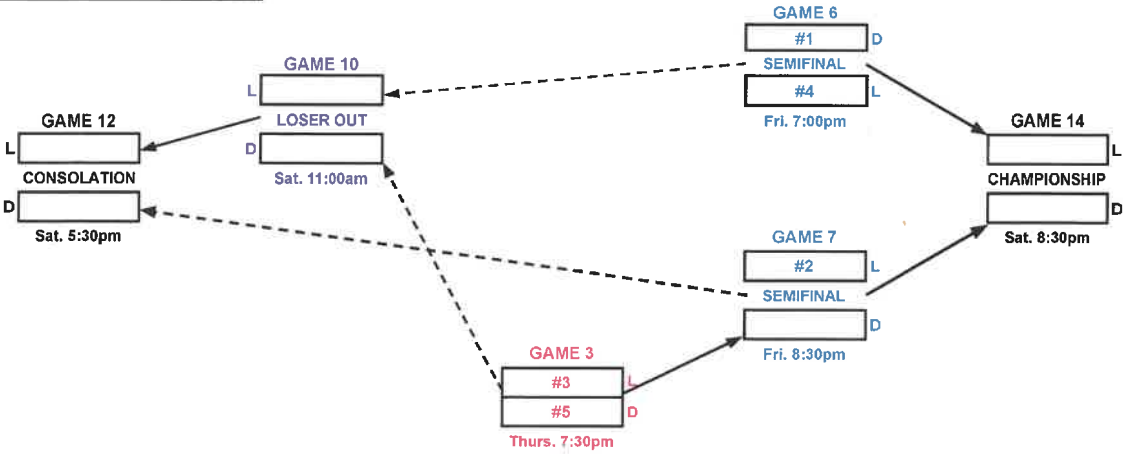 GAME 6
#1 D
SEMIFINAL
#4 L
Fri. 7:00pm
GAME 10
L
LOSER OUT
D
Sat. 11:00am
GAME 12
L
CONSOLATION
D
Sat. 5:30pm
GAME 14
L
CHAMPIONSHIP
D
Sat. 8:30pm
GAME 7
#2 L
SEMIFINAL
D
Fri. 8:30pm
GAME 3
#3 L
#5 D
Thurs. 7:30pm